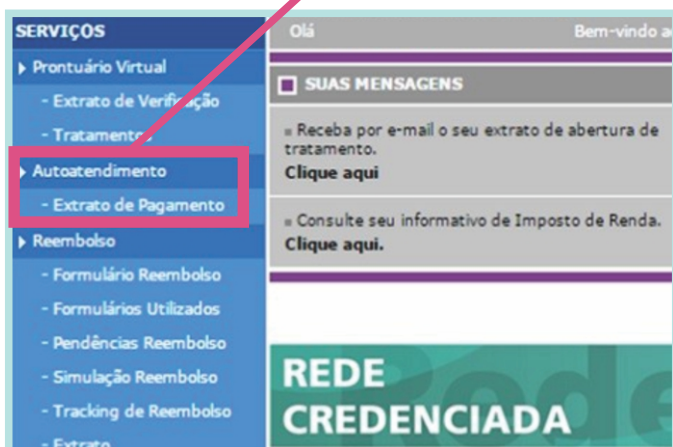 SERVIÇOS
Prontuário Virtual
- Extrato de Verificação
- Tratamentos
Autoatendimento
- Extrato de Pagamento
Reembolso
- Formulário Reembolso
- Formulários Utilizados
- Pendências Reembolso
- Simulação Reembolso
- Tracking de Reembolso
- Extrato
Olá Bem-vindo
SUAS MENSAGENS
Receba por e-mail o seu extrato de abertura de
tratamento.
Clique aqui
Consulte seu informativo de Imposto de Renda.
Clique aqui.
REDE
CREDENCIADA